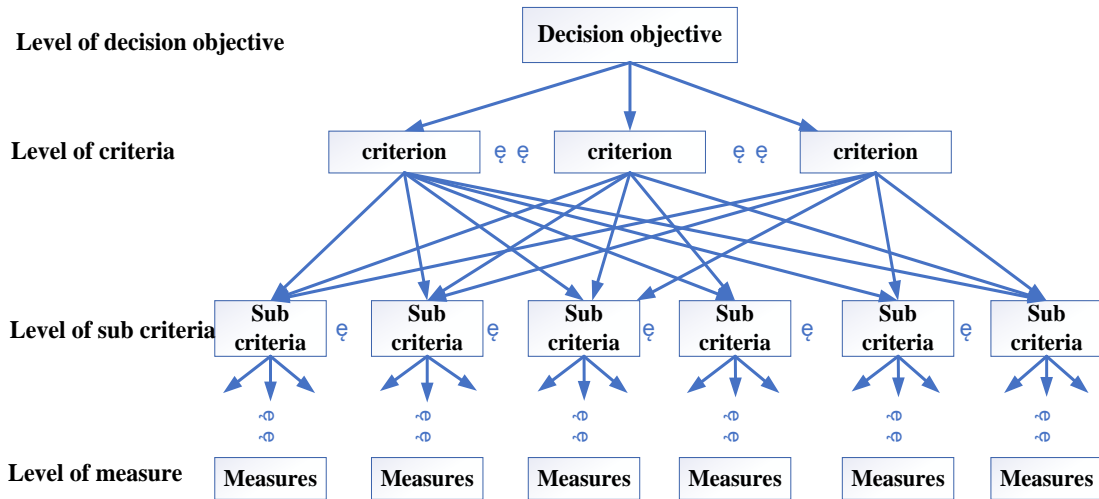 Level of decision objective
Decision objective
Level of criteria
criterion ę ę criterion ę ę criterion
Level of sub criteria
Sub criteria ę Sub criteria ę Sub criteria ę Sub criteria ę Sub criteria ę Sub criteria
ę ę ę ę ę ę
ę ę ę ę ę ę
Level of measure
Measures Measures Measures Measures Measures Measures